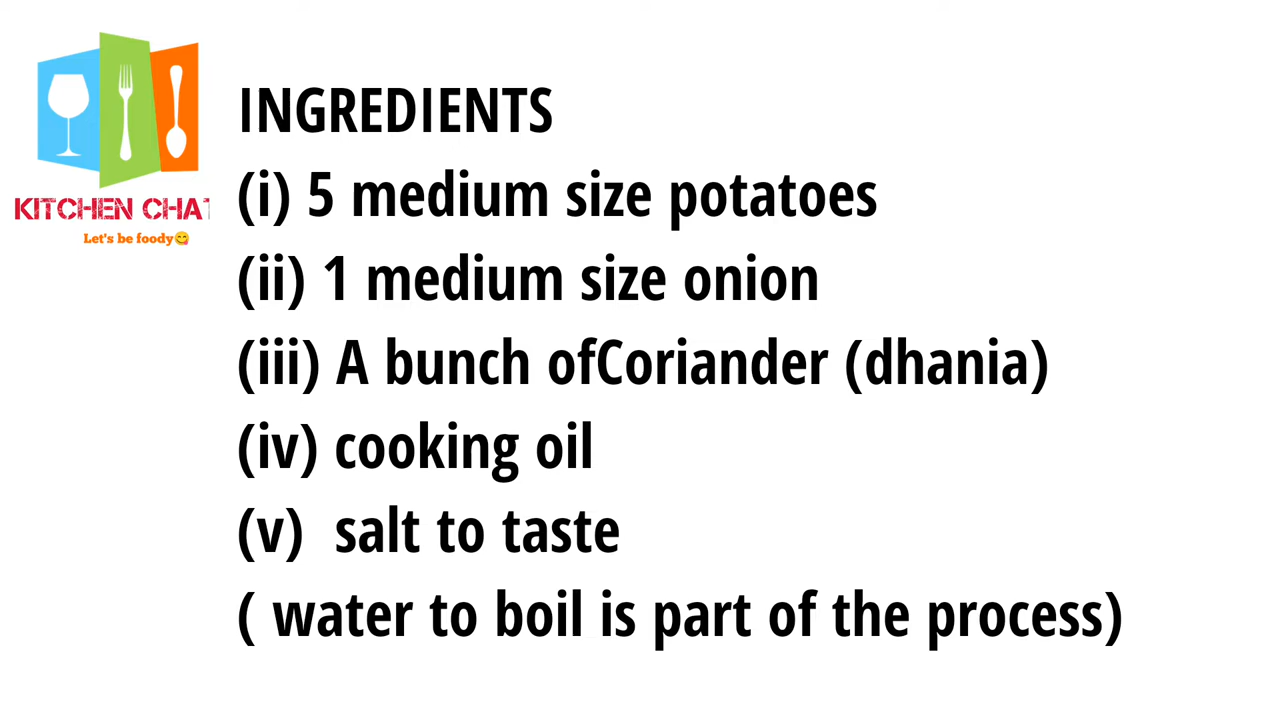 KITCHEN CHAT
Let's be foody😋
INGREDIENTS
(i) 5 medium size potatoes
(ii) 1 medium size onion
(iii) A bunch ofCoriander (dhania)
(iv) cooking oil
(v) salt to taste
( water to boil is part of the process)